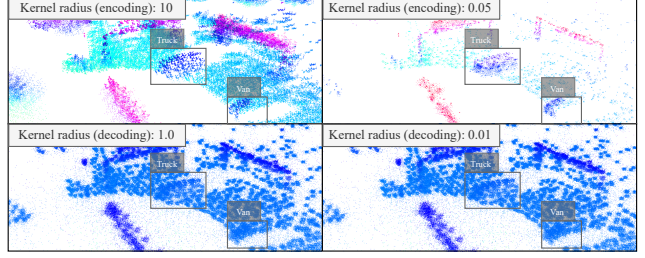 Kernel radius (encoding): 10
Truck
Van
Kernel radius (encoding): 0.05
Truck
Van
Kernel radius (decoding): 1.0
Truck
Van
Kernel radius (decoding): 0.01
Truck
Van